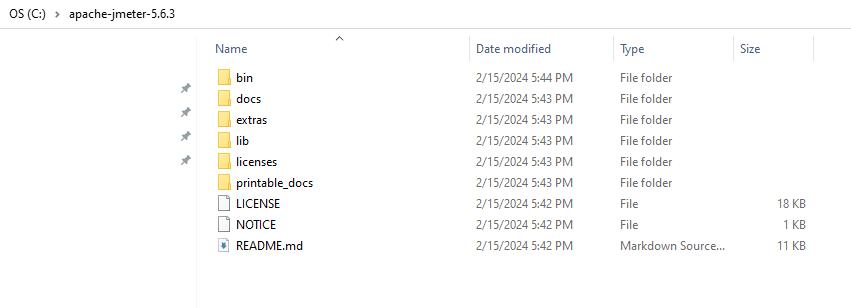 OS (C:) > apache-jmeter-5.6.3
Name Date modified Type Size
bin 2/15/2024 5:44 PM File folder
docs 2/15/2024 5:43 PM File folder
extras 2/15/2024 5:43 PM File folder
lib 2/15/2024 5:43 PM File folder
licenses 2/15/2024 5:43 PM File folder
printable_docs 2/15/2024 5:43 PM File folder
LICENSE 2/15/2024 5:42 PM File 18 KB
NOTICE 2/15/2024 5:42 PM File 1 KB
README.md 2/15/2024 5:42 PM Markdown Source... 11 KB